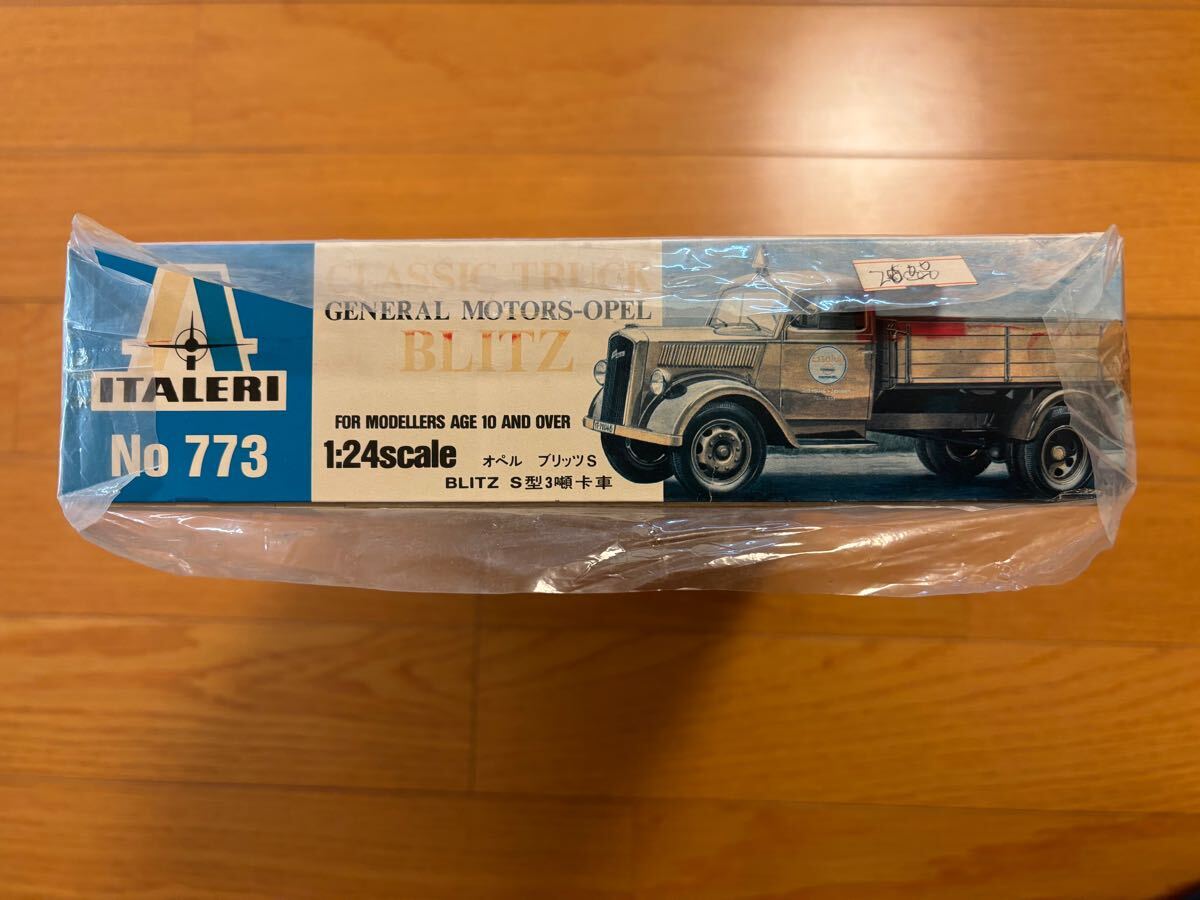 ITALERI
No 773
CLASSIC TRUCK
GENERAL MOTORS-OPEL
BLITZ
FOR MODELLERS AGE 10 AND OVER
1:24scale
オペル ブリッツS
BLITZ S型3噸卡車